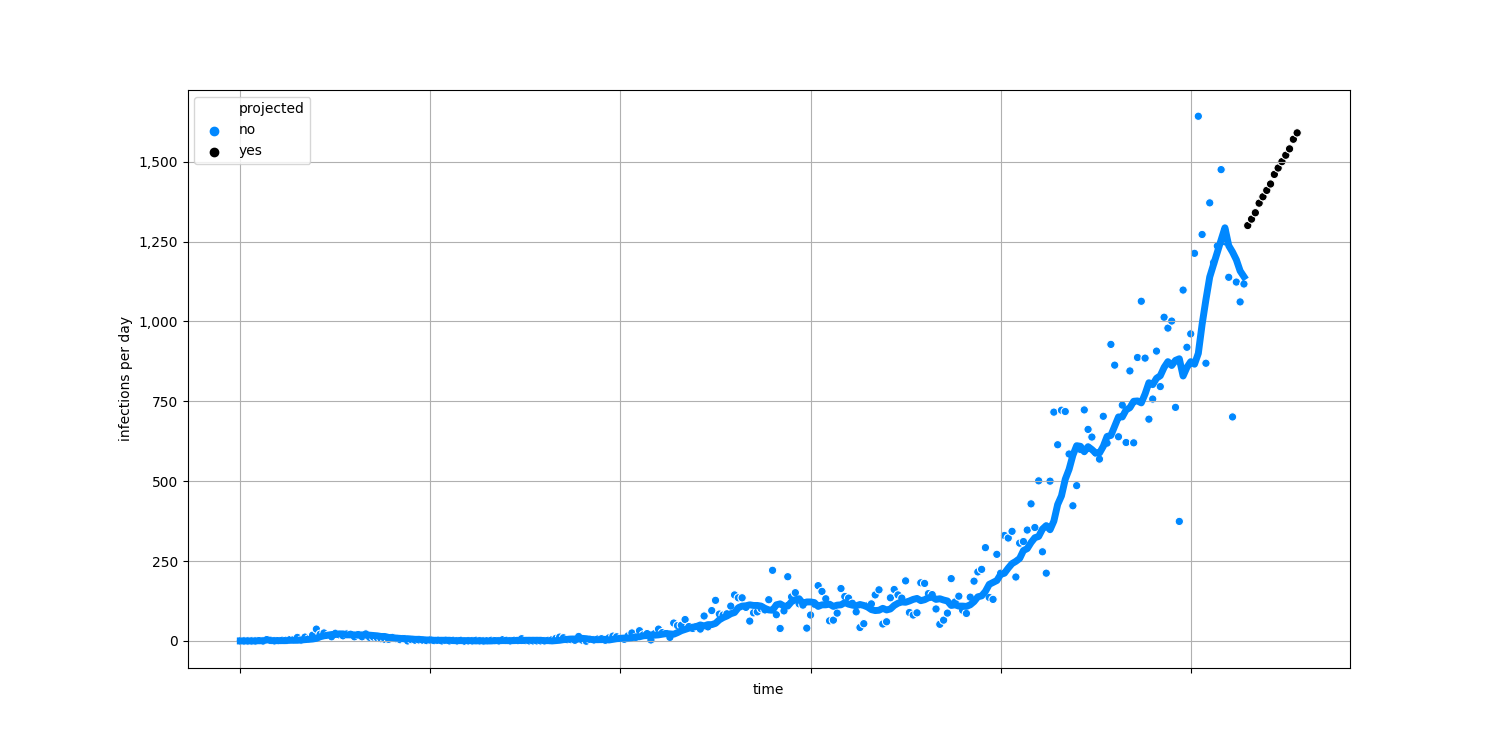 projected
no
yes
1,500
1,250
1,000
750
500
250
0
infections per day
time